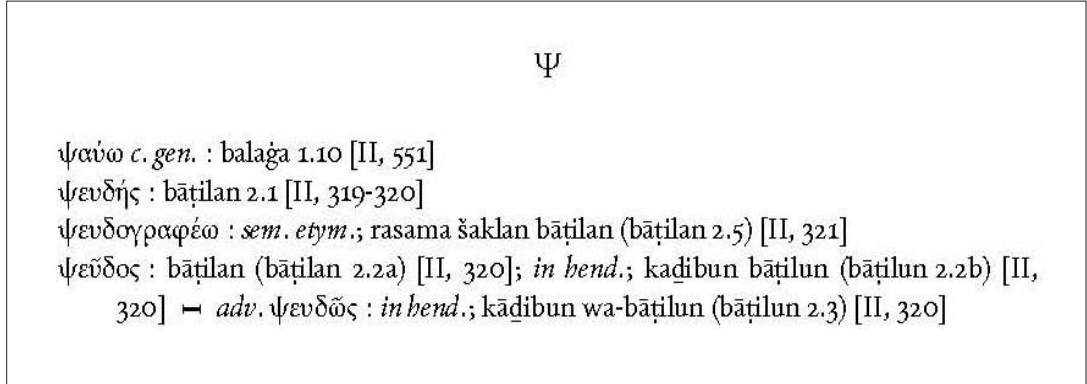 Ψ
ψαύω c. gen. : balaġa 1.10 [II, 551]
ψευδής : bāṭilan 2.1 [II, 319-320]
ψευδογραφέω : sem. etym.; rasama šaklan bāṭilan (bāṭilan 2.5) [II, 321]
ψεῦδος : bāṭilan (bāṭilan 2.2a) [II, 320]; in hend.; kaḏibun bāṭilun (bāṭilun 2.2b) [II,
320] ꟷ adv. ψευδῶς : in hend.; kāḏibun wa-bāṭilun (bāṭilun 2.3) [II, 320]